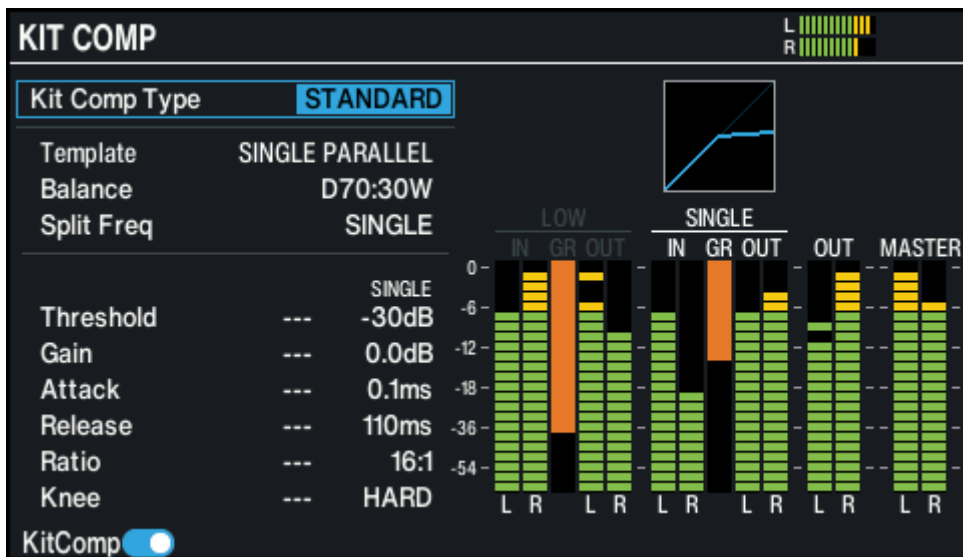 KIT COMP
L
R
Kit Comp Type STANDARD
Template SINGLE PARALLEL
Balance D70:30W
Split Freq SINGLE
SINGLE
Threshold --- -30dB
Gain --- 0.0dB
Attack --- 0.1ms
Release --- 110ms
Ratio --- 16:1
Knee --- HARD
KitComp
LOW SINGLE
IN GR OUT IN GR OUT OUT MASTER
0
-6
-12
-18
-36
-54
L R L R L R L R L R L R